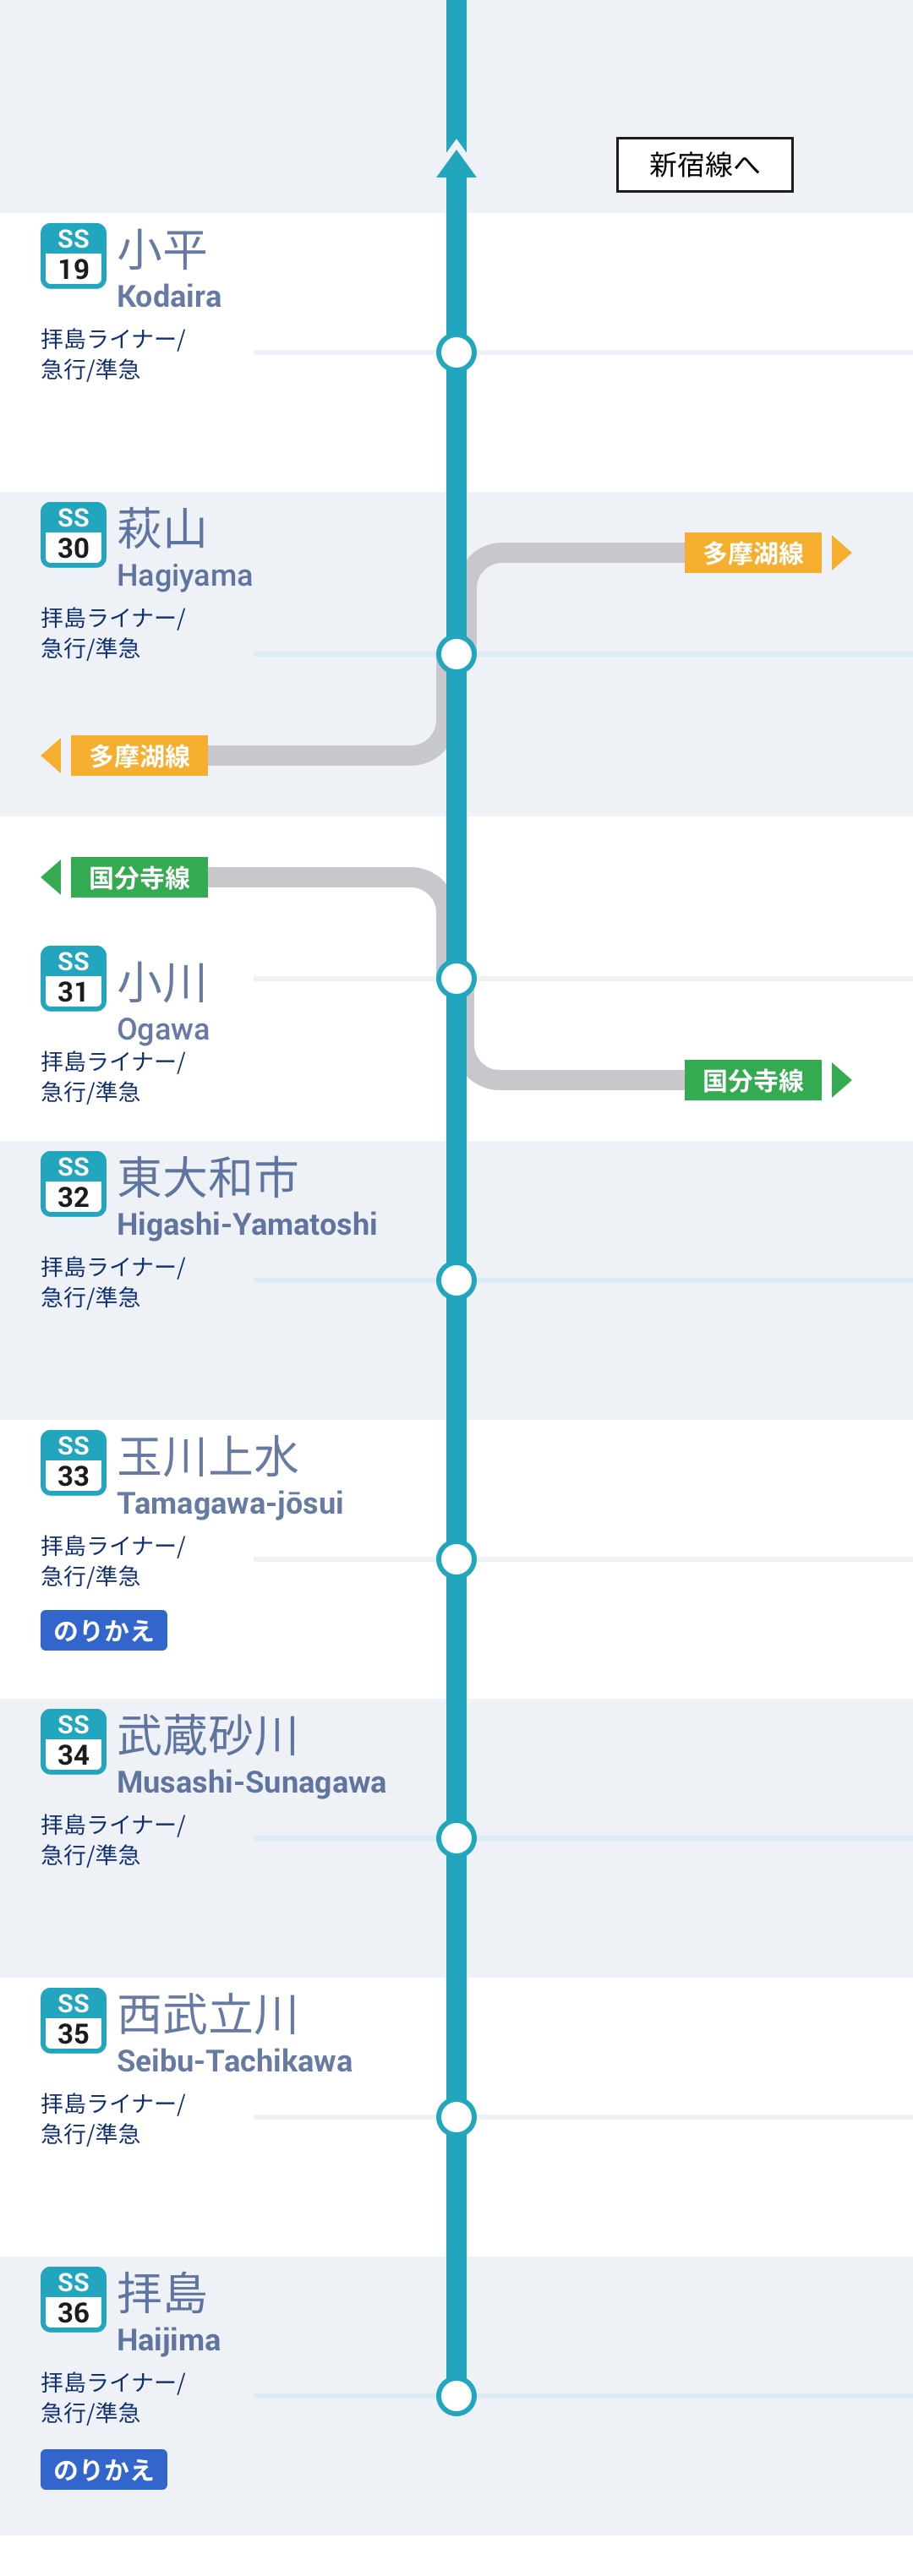 新宿線へ
SS
19
小平
Kodaira
拝島ライナー/
急行/準急
SS
30
萩山
Hagiyama
拝島ライナー/
急行/準急
多摩湖線
多摩湖線
国分寺線
SS
31
小川
Ogawa
拝島ライナー/
急行/準急
国分寺線
SS
32
東大和市
Higashi-Yamatoshi
拝島ライナー/
急行/準急
SS
33
玉川上水
Tamagawa-jōsui
拝島ライナー/
急行/準急
のりかえ
SS
34
武蔵砂川
Musashi-Sunagawa
拝島ライナー/
急行/準急
SS
35
西武立川
Seibu-Tachikawa
拝島ライナー/
急行/準急
SS
36
拝島
Haijima
拝島ライナー/
急行/準急
のりかえ